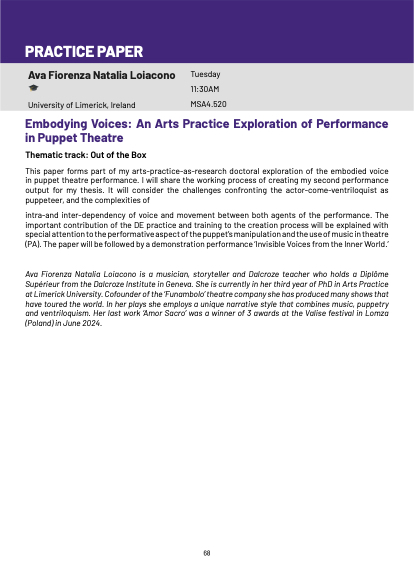 PRACTICE PAPER
Ava Fiorenza Natalia Loiacono
Tuesday
11:30AM
University of Limerick, Ireland
MSA4.520
Embodying Voices: An Arts Practice Exploration of Performance
in Puppet Theatre
Thematic track: Out of the Box
This paper forms part of my arts-practice-as-research doctoral exploration of the embodied voice
in puppet theatre performance. I will share the working process of creating my second performance
output for my thesis. It will consider the challenges confronting the actor-come-ventriloquist as
puppeteer, and the complexities of
intra-and inter-dependency of voice and movement between both agents of the performance. The
important contribution of the DE practice and training to the creation process will be explained with
special attention to the performative aspect of the puppet's manipulation and the use of music in theatre
(PA). The paper will be followed by a demonstration performance 'Invisible Voices from the Inner World.'
Ava Fiorenza Natalia Loiacono is a musician, storyteller and Dalcroze teacher who holds a Diplôme
Supérieur from the Dalcroze Institute in Geneva. She is currently in her third year of PhD in Arts Practice
at Limerick University. Cofounder of the 'Funambolo' theatre company she has produced many shows that
have toured the world. In her plays she employs a unique narrative style that combines music, puppetry
and ventriloquism. Her last work 'Amor Sacro' was a winner of 3 awards at the Valise festival in Lomza
(Poland) in June 2024.
68